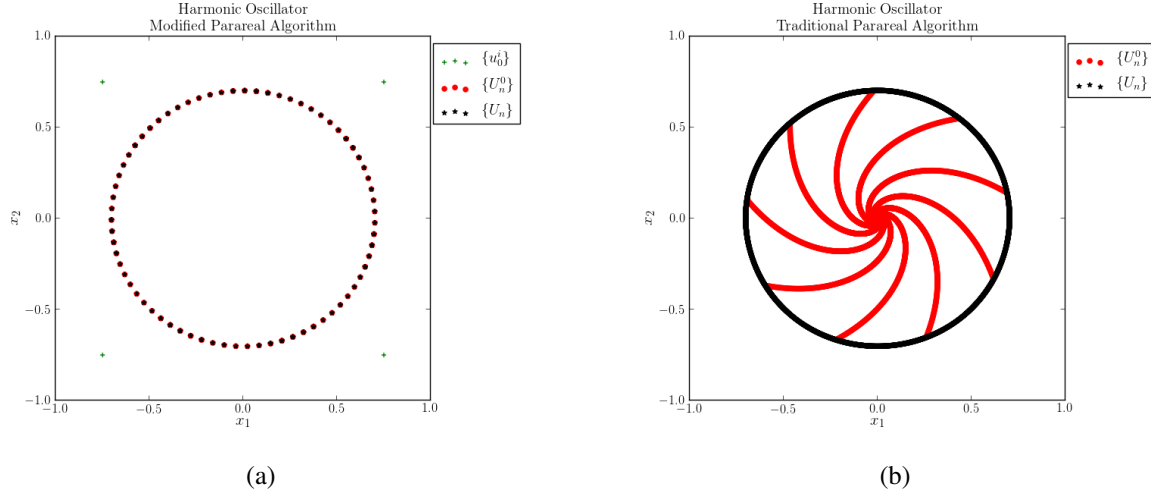 Harmonic Oscillator
Modified Parareal Algorithm
1.0
0.5
0.0
−0.5
−1.0
x₂
−1.0 −0.5 0.0 0.5 1.0
x₁
{u₀ⁱ}
{Uₙ⁰}
{Uₙ}
(a)
Harmonic Oscillator
Traditional Parareal Algorithm
1.0
0.5
0.0
−0.5
−1.0
x₂
−1.0 −0.5 0.0 0.5 1.0
x₁
{Uₙ⁰}
{Uₙ}
(b)